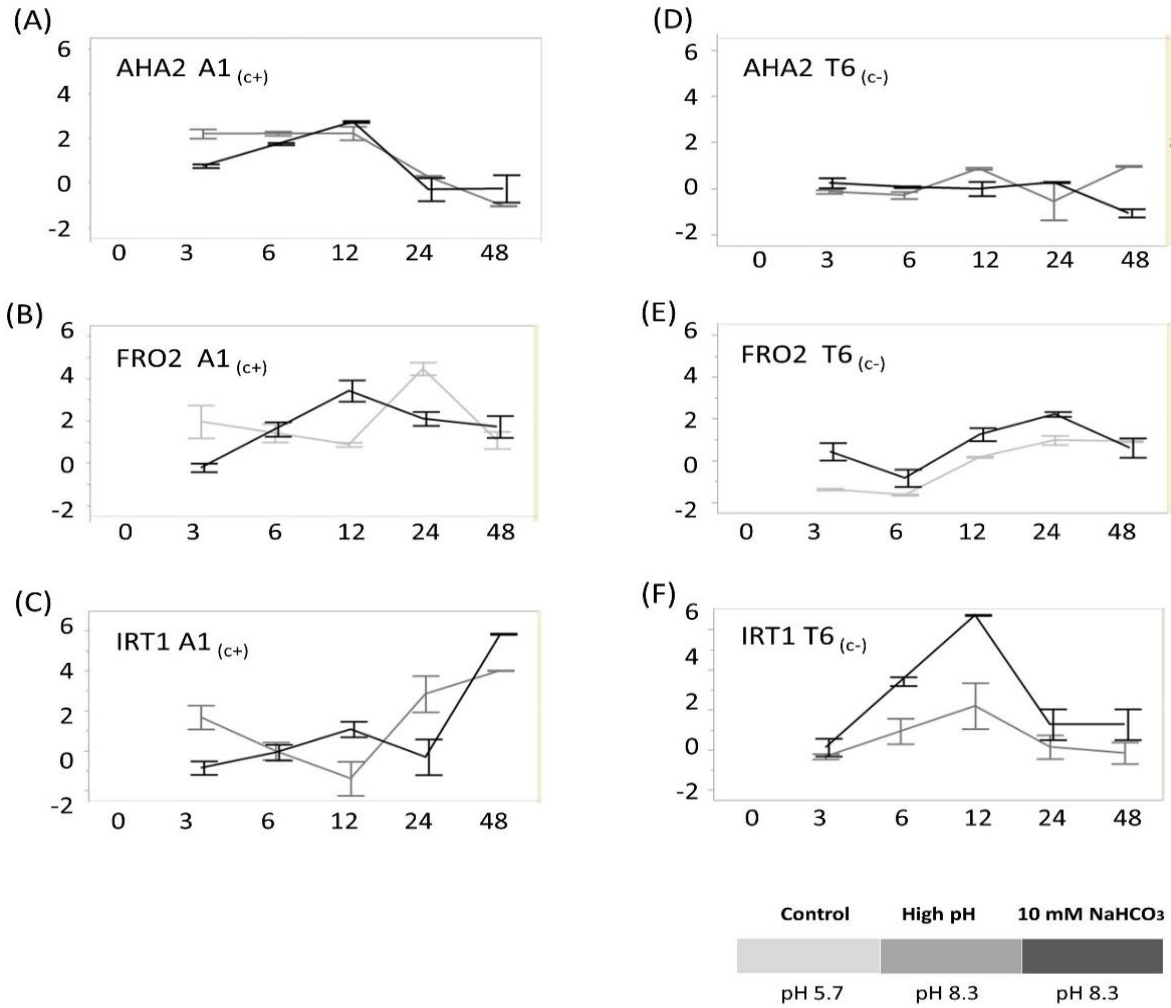 (A)
AHA2 A1 (c+)
6
4
2
0
-2
0 3 6 12 24 48
(B)
FRO2 A1 (c+)
6
4
2
0
-2
0 3 6 12 24 48
(C)
IRT1 A1 (c+)
6
4
2
0
-2
0 3 6 12 24 48
(D)
AHA2 T6 (c-)
6
4
2
0
-2
0 3 6 12 24 48
(E)
FRO2 T6 (c-)
6
4
2
0
-2
0 3 6 12 24 48
(F)
IRT1 T6 (c-)
6
4
2
0
-2
0 3 6 12 24 48
Control High pH 10 mM NaHCO3
pH 5.7 pH 8.3 pH 8.3